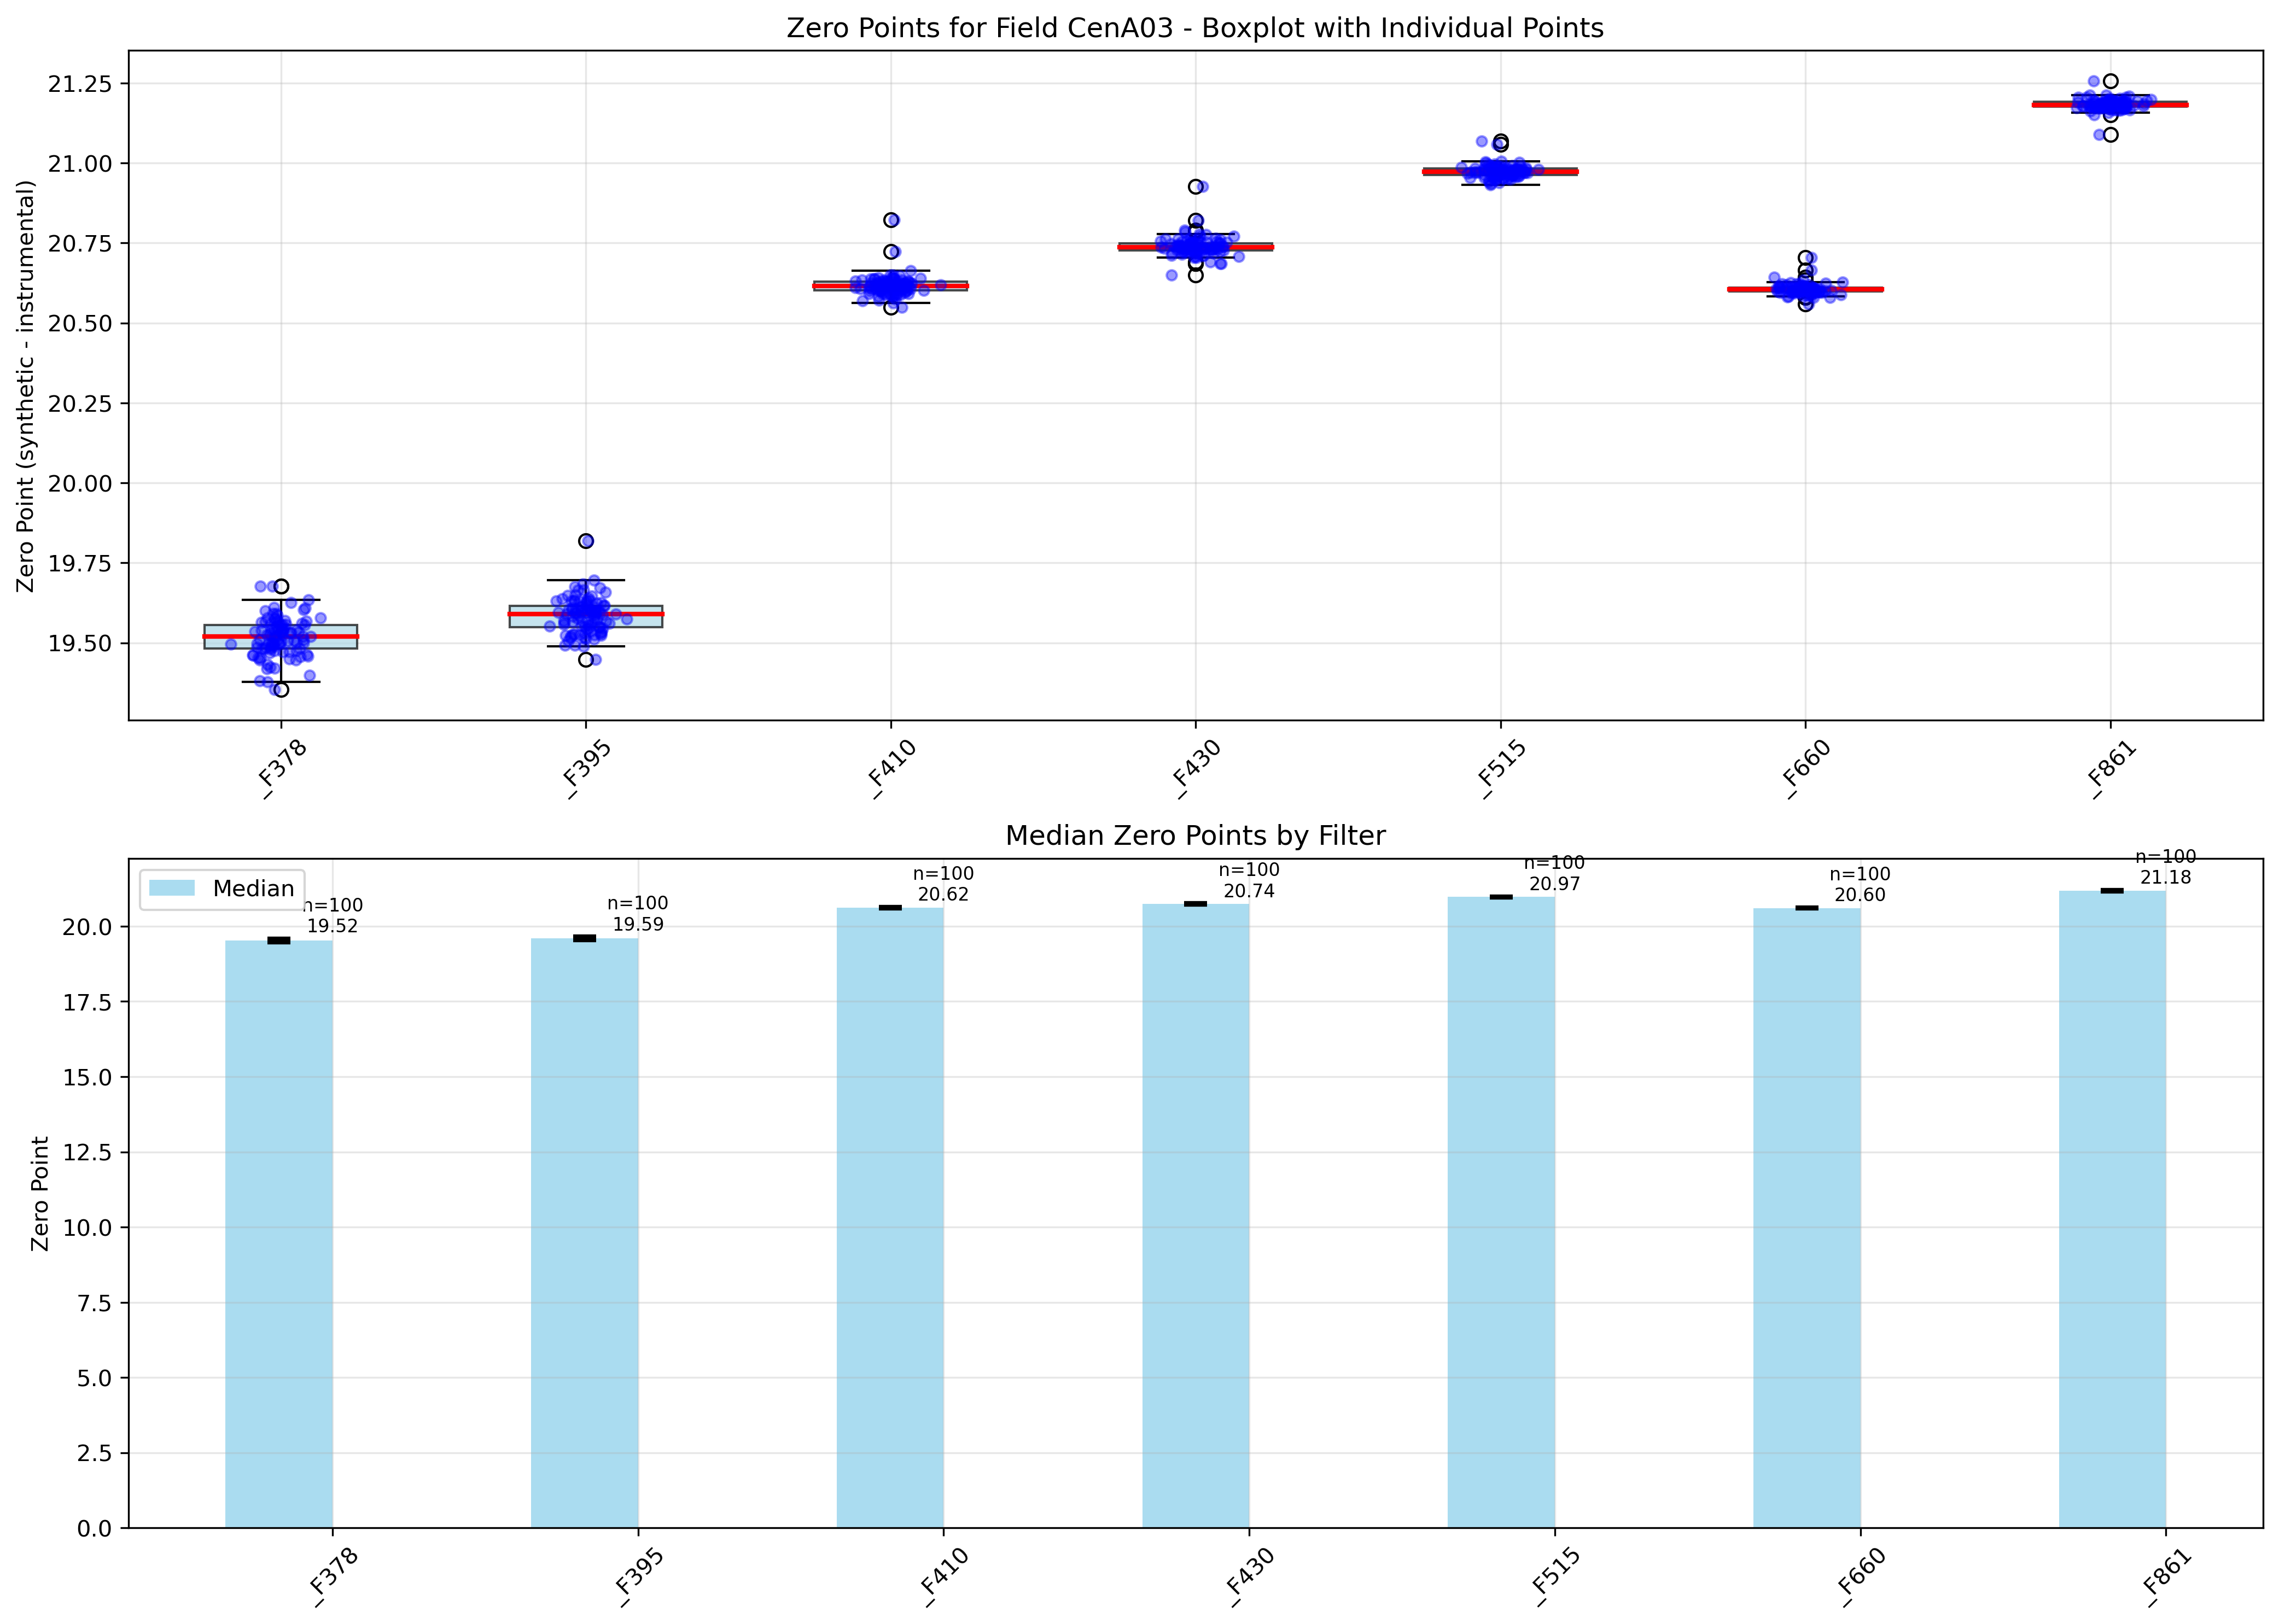 Zero Points for Field CenA03 - Boxplot with Individual Points
Zero Point (synthetic - instrumental)
21.25
21.00
20.75
20.50
20.25
20.00
19.75
19.50
_F378
_F395
_F410
_F430
_F515
_F660
_F861
Median Zero Points by Filter
Median
n=100
19.52
n=100
19.59
n=100
20.62
n=100
20.74
n=100
20.97
n=100
20.60
n=100
21.18
Zero Point
20.0
17.5
15.0
12.5
10.0
7.5
5.0
2.5
0.0
_F378
_F395
_F410
_F430
_F515
_F660
_F861